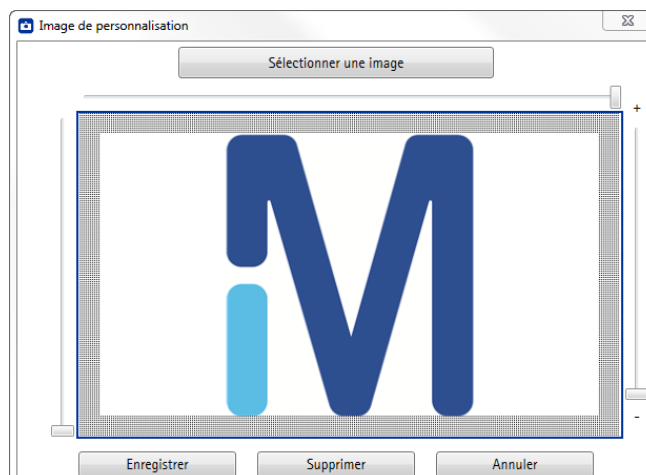 Image de personnalisation
Sélectionner une image
+
M
-
Enregistrer Supprimer Annuler